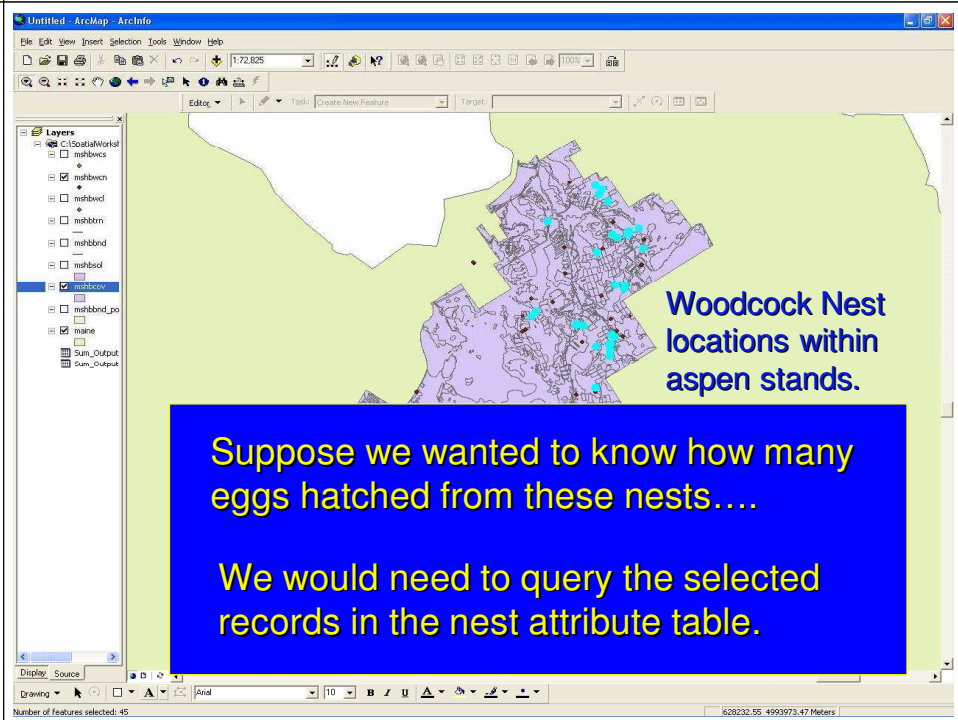 Untitled - ArcMap - ArcInfo
File Edit View Insert Selection Tools Window Help
1:72,825
100%
Editor Task: Create New Feature Target:
Layers
C:\SpatialWorksh
mshbwcs
mshbwcn
mshbwcl
mshbtrn
mshbbnd
mshbsol
mshbcov
mshbbnd_po
maine
Sum_Output
Sum_Output
Woodcock Nest
locations within
aspen stands.
Suppose we wanted to know how many
eggs hatched from these nests….
We would need to query the selected
records in the nest attribute table.
Display Source
Drawing A Arial 10 B I U A
Number of features selected: 45
628232.55 4993973.47 Meters